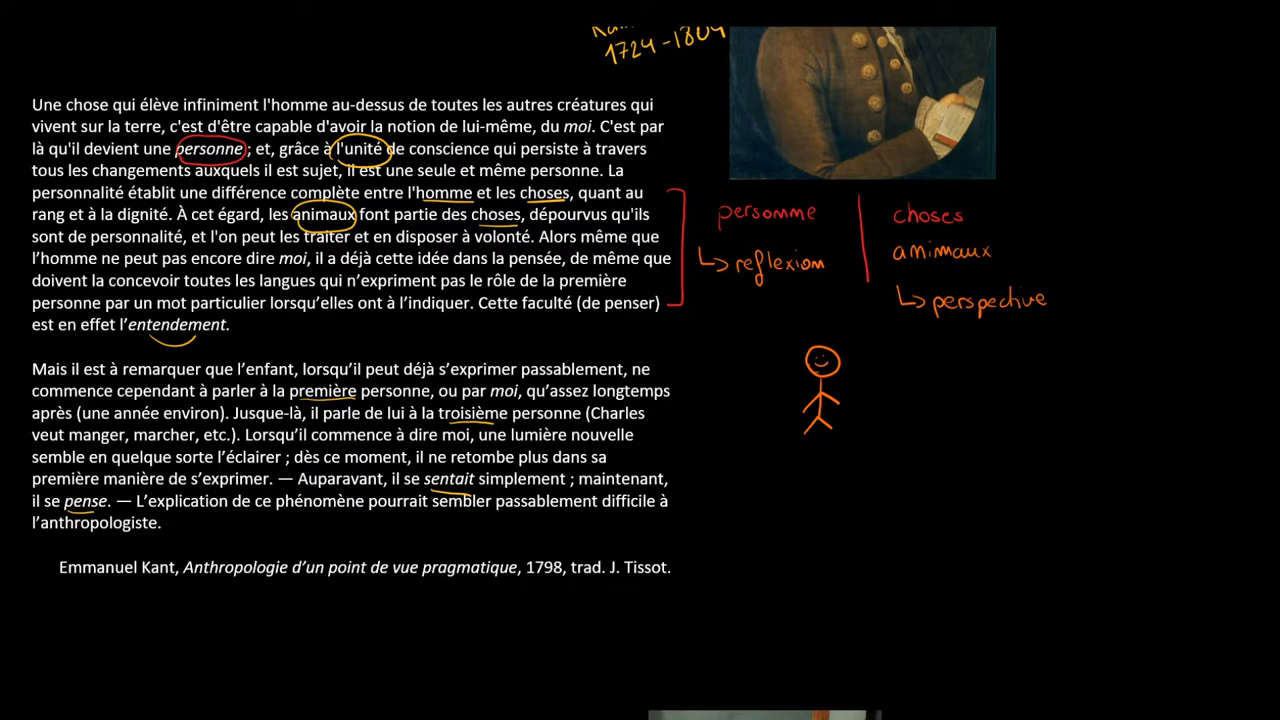 1724-1804
Une chose qui élève infiniment l'homme au-dessus de toutes les autres créatures qui
vivent sur la terre, c'est d'être capable d'avoir la notion de lui-même, du moi. C'est par
là qu'il devient une personne ; et, grâce à l'unité de conscience qui persiste à travers
tous les changements auxquels il est sujet, il est une seule et même personne. La
personnalité établit une différence complète entre l'homme et les choses, quant au
rang et à la dignité. À cet égard, les animaux font partie des choses, dépourvus qu'ils
sont de personnalité, et l'on peut les traiter et en disposer à volonté. Alors même que
l'homme ne peut pas encore dire moi, il a déjà cette idée dans la pensée, de même que
doivent la concevoir toutes les langues qui n'expriment pas le rôle de la première
personne par un mot particulier lorsqu'elles ont à l'indiquer. Cette faculté (de penser)
est en effet l'entendement.
personne
choses
animaux
reflexion
perspective
Mais il est à remarquer que l'enfant, lorsqu'il peut déjà s'exprimer passablement, ne
commence cependant à parler à la première personne, ou par moi, qu'assez longtemps
après (une année environ). Jusque-là, il parle de lui à la troisième personne (Charles
veut manger, marcher, etc.). Lorsqu'il commence à dire moi, une lumière nouvelle
semble en quelque sorte l'éclairer ; dès ce moment, il ne retombe plus dans sa
première manière de s'exprimer. — Auparavant, il se sentait simplement ; maintenant,
il se pense. — L'explication de ce phénomène pourrait sembler passablement difficile à
l'anthropologiste.
Emmanuel Kant, Anthropologie d'un point de vue pragmatique, 1798, trad. J. Tissot.